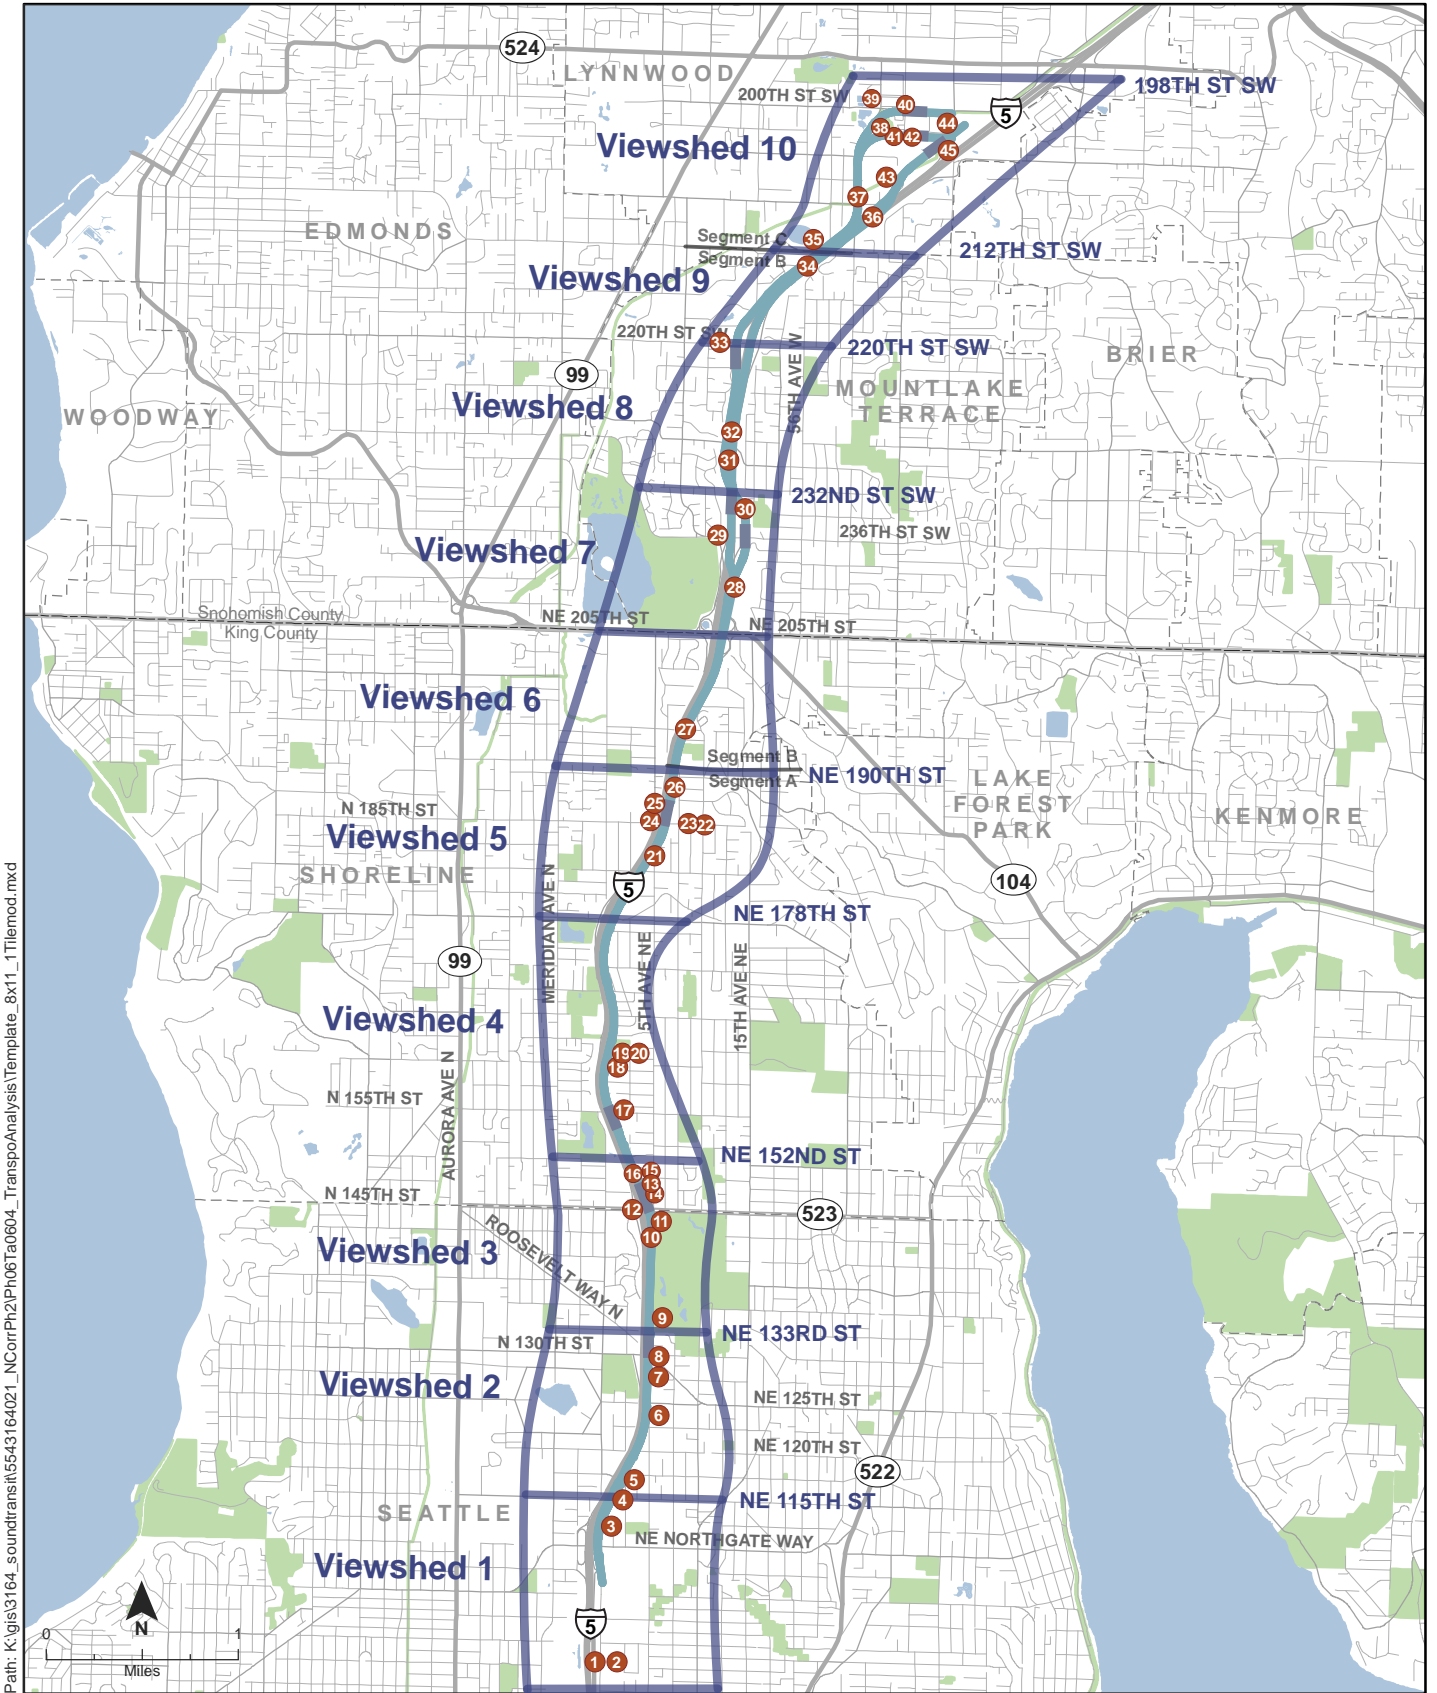 524
LYNNWOOD
198TH ST SW
200TH ST SW
39
40
5
44
38
41
42
45
Viewshed 10
43
37
36
EDMONDS
Segment C
35
Segment B
34
212TH ST SW
Viewshed 9
220TH ST SW
33
220TH ST SW
56TH AVE W
BRIER
99
MOUNTLAKE
TERRACE
Viewshed 8
WOODWAY
32
31
232ND ST SW
30
236TH ST SW
29
Viewshed 7
28
Snohomish County
King County
NE 205TH ST
NE 205TH ST
Viewshed 6
27
Segment B
Segment A
NE 190TH ST
26
LAKE
FOREST
PARK
25
N 185TH ST
24
23
22
KENMORE
Viewshed 5
21
SHORELINE
5
104
MERIDIAN AVE N
NE 178TH ST
5TH AVE NE
15TH AVE NE
99
Viewshed 4
19
20
18
AURORA AVE N
N 155TH ST
17
NE 152ND ST
16
15
13
14
N 145TH ST
12
11
523
10
ROOSEVELT WAY N
Viewshed 3
9
NE 133RD ST
N 130TH ST
8
7
Viewshed 2
NE 125TH ST
6
NE 120TH ST
522
5
4
NE 115TH ST
SEATTLE
3
NE NORTHGATE WAY
Viewshed 1
N
5
0
1
Miles
1
2
Path: K:\gis\3164_soundtransit\5543164021_NCorrPh2\Ph06Ta0604_TranspoAnalysis\Template_8x11_1Tilemod.mxd